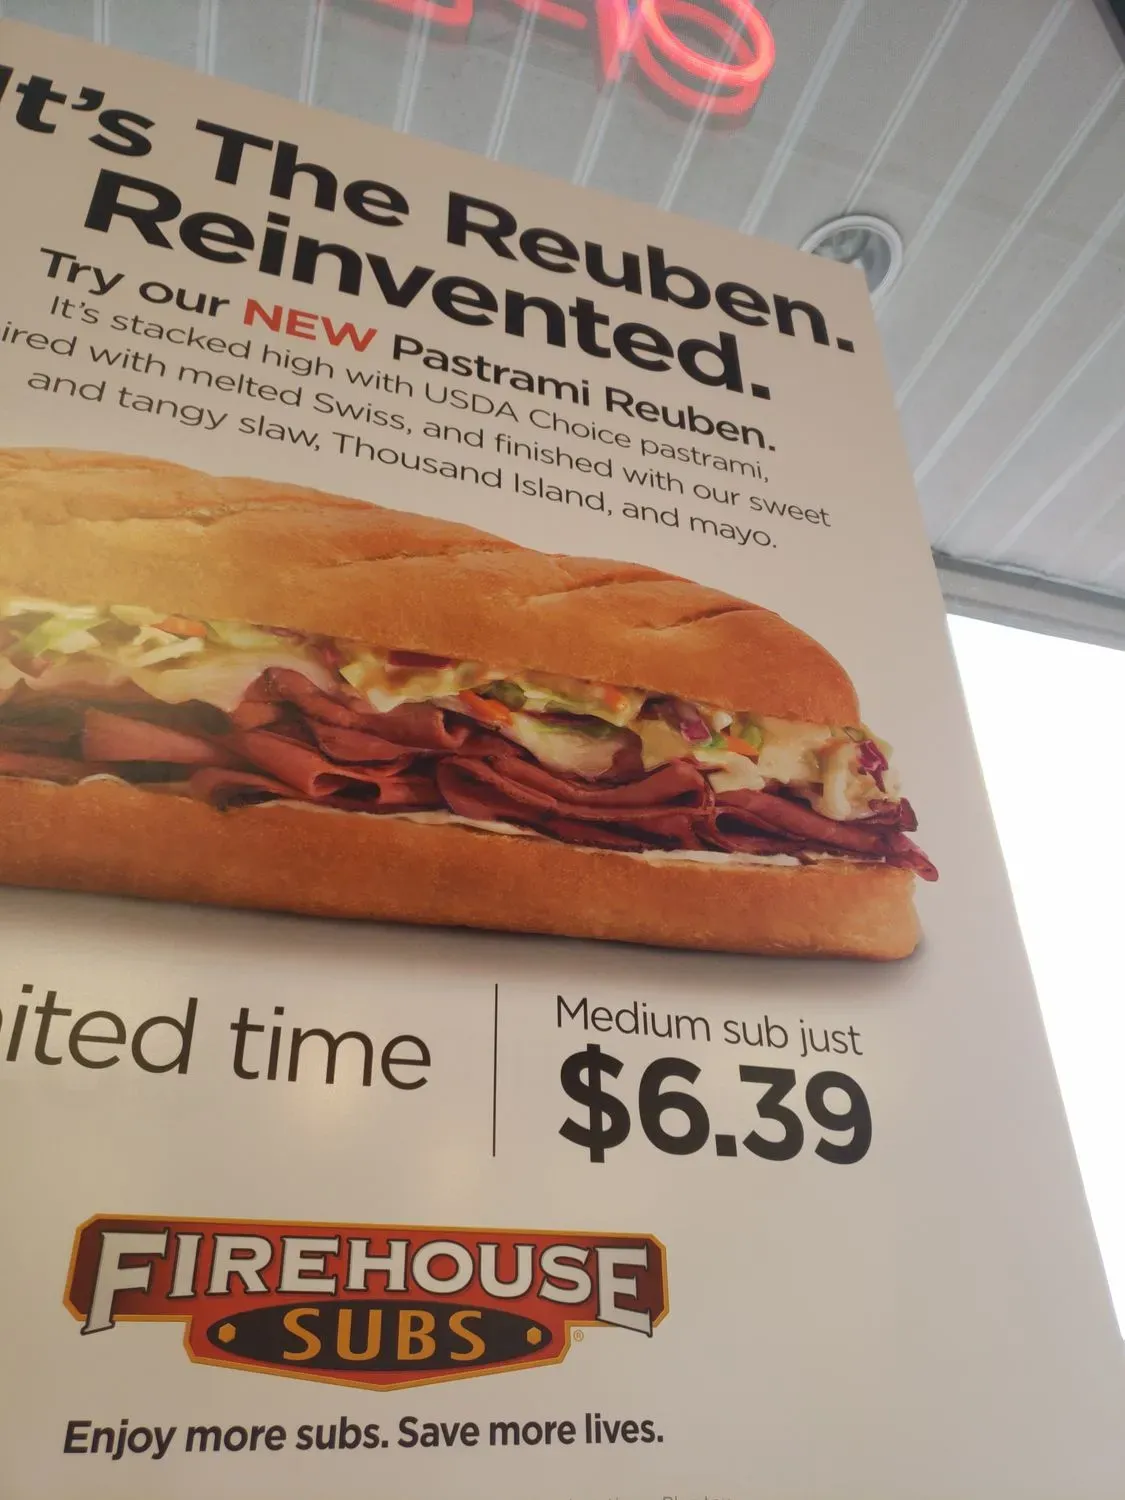 It's The Reuben.
Reinvented.
Try our NEW Pastrami Reuben.
It's stacked high with USDA Choice pastrami,
ired with melted Swiss, and finished with our sweet
and tangy slaw, Thousand Island, and mayo.
ited time
Medium sub just
$6.39
FIREHOUSE
SUBS®
Enjoy more subs. Save more lives.